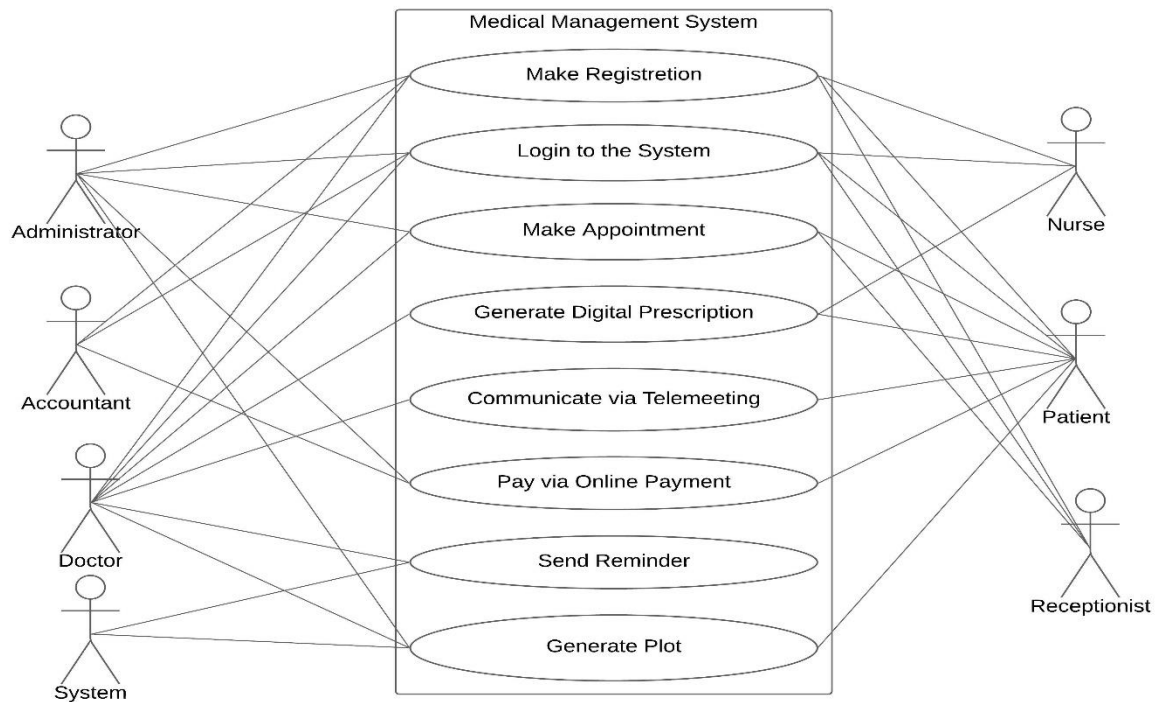 Medical Management System
Make Registretion
Login to the System
Make Appointment
Generate Digital Prescription
Communicate via Telemeeting
Pay via Online Payment
Send Reminder
Generate Plot
Administrator
Accountant
Doctor
System
Nurse
Patient
Receptionist